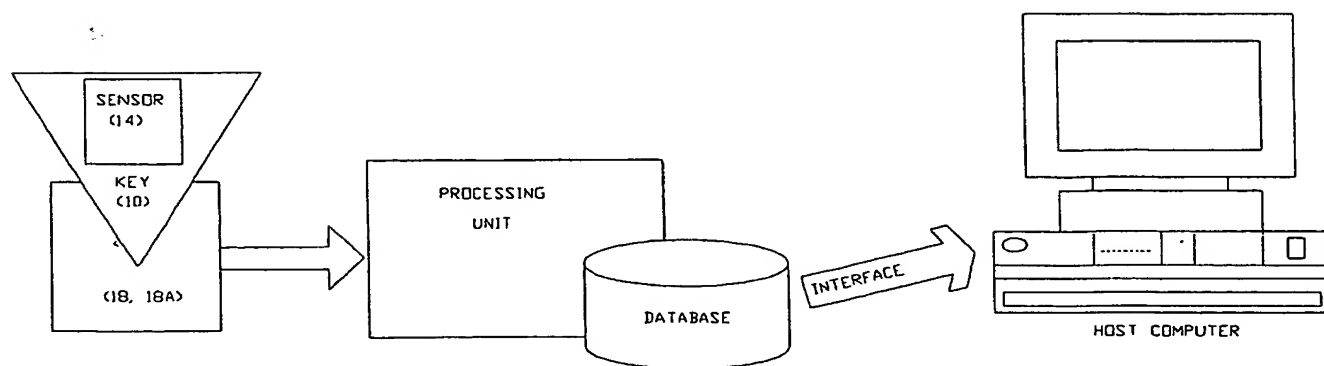 SENSOR
(14)
KEY
(10)
(18, 18A)
PROCESSING
UNIT
DATABASE
INTERFACE
HOST COMPUTER